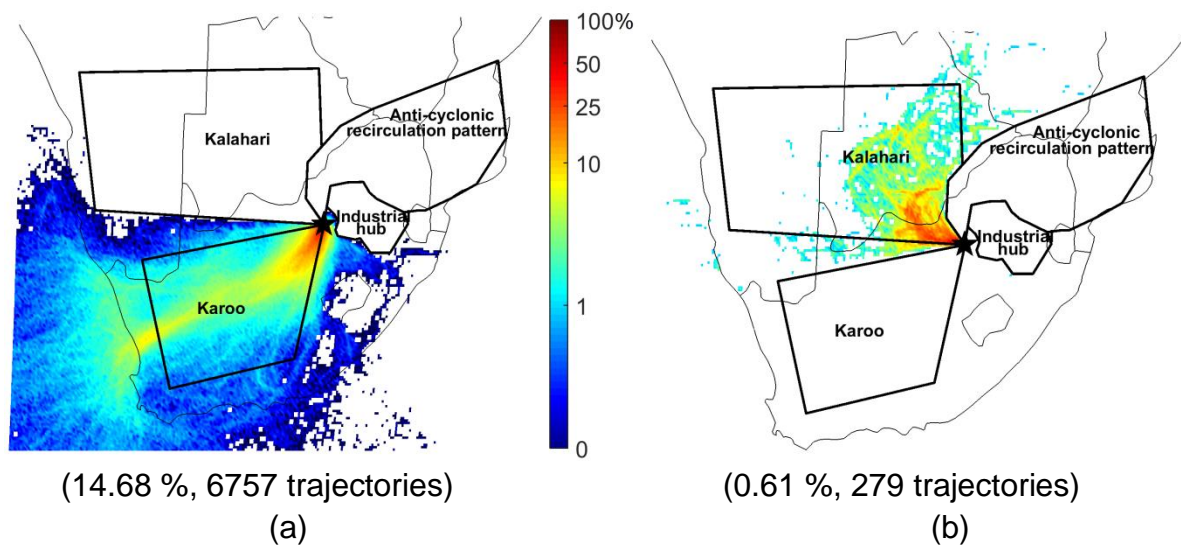 100%
50
25
10
1
0
Kalahari
Anti-cyclonic
recirculation pattern
Industrial
hub
Karoo
(14.68 %, 6757 trajectories)
(a)
Kalahari
Anti-cyclonic
recirculation pattern
Industrial
hub
Karoo
(0.61 %, 279 trajectories)
(b)